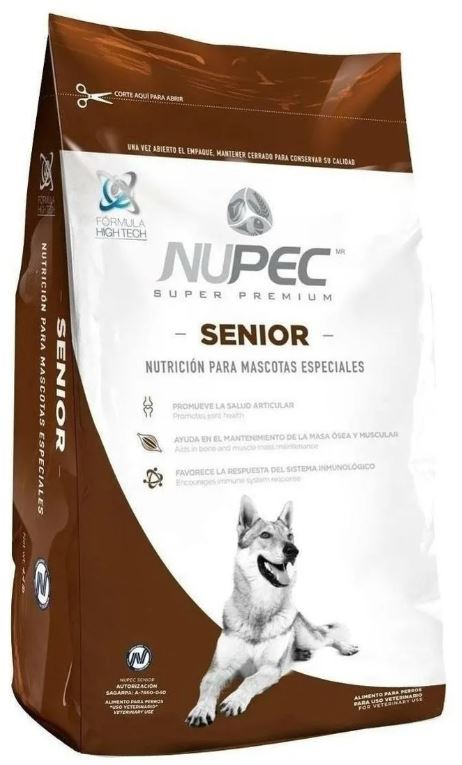 CORTE AQUÍ PARA ABRIR
UNA VEZ ABIERTO EL EMPAQUE, MANTENER CERRADO PARA CONSERVAR SU CALIDAD
FÓRMULA
HIGH TECH
NUPEC MR
SUPER PREMIUM
- SENIOR -
NUTRICIÓN PARA MASCOTAS ESPECIALES
PROMUEVE LA SALUD ARTICULAR
Promotes joint health
AYUDA EN EL MANTENIMIENTO DE LA MASA ÓSEA Y MUSCULAR
Aids in bone and muscle mass maintenance
FAVORECE LA RESPUESTA DEL SISTEMA INMUNOLÓGICO
Encourages immune system response
NUPEC SENIOR
AUTORIZACIÓN
SAGARPA: A-7660-040
ALIMENTO PARA PERROS
"USO VETERINARIO"
VETERINARY USE
ALIMENTO PARA PERROS
PARA USO VETERINARIO
FOR VETERINARY USE
SENIOR
NUTRICIÓN PARA MASCOTAS ESPECIALES